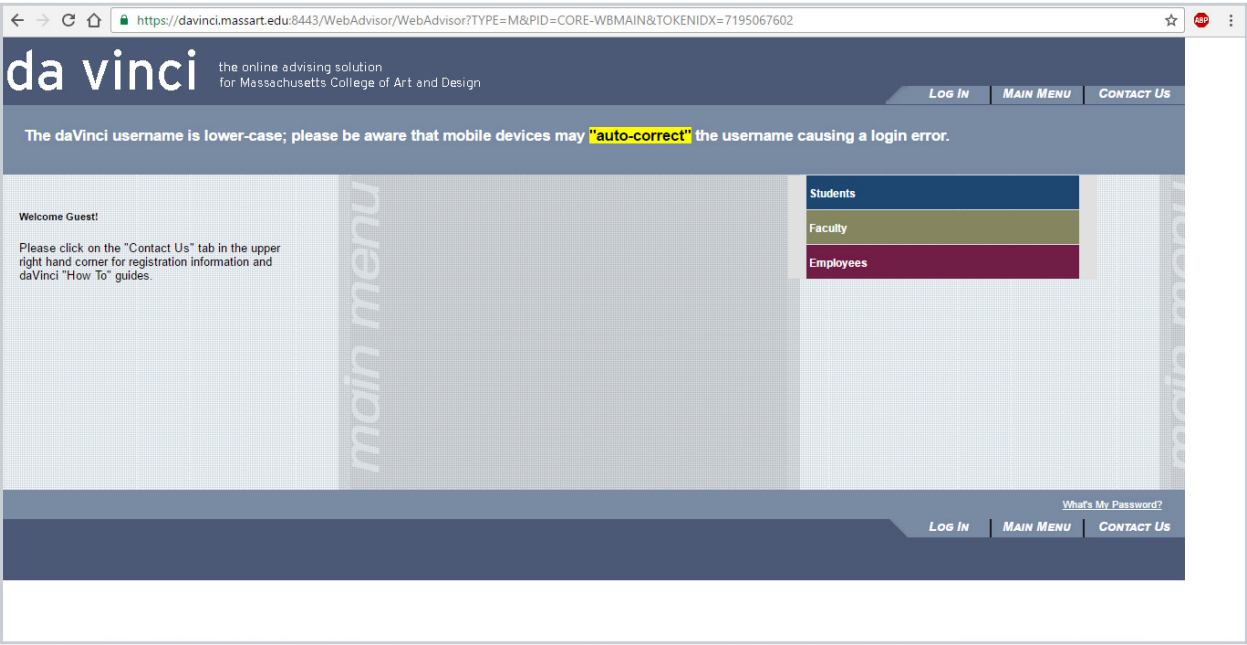 https://davinci.massart.edu:8443/WebAdvisor/WebAdvisor?TYPE=M&PID=CORE-WBMAIN&TOKENIDX=7195067602
ABP
da vinci
the online advising solution
for Massachusetts College of Art and Design
LOG IN MAIN MENU CONTACT US
The daVinci username is lower-case; please be aware that mobile devices may "auto-correct" the username causing a login error.
Welcome Guest!
Please click on the "Contact Us" tab in the upper
right hand corner for registration information and
daVinci "How To" guides.
main menu
Students
Faculty
Employees
main menu
What's My Password?
LOG IN MAIN MENU CONTACT US